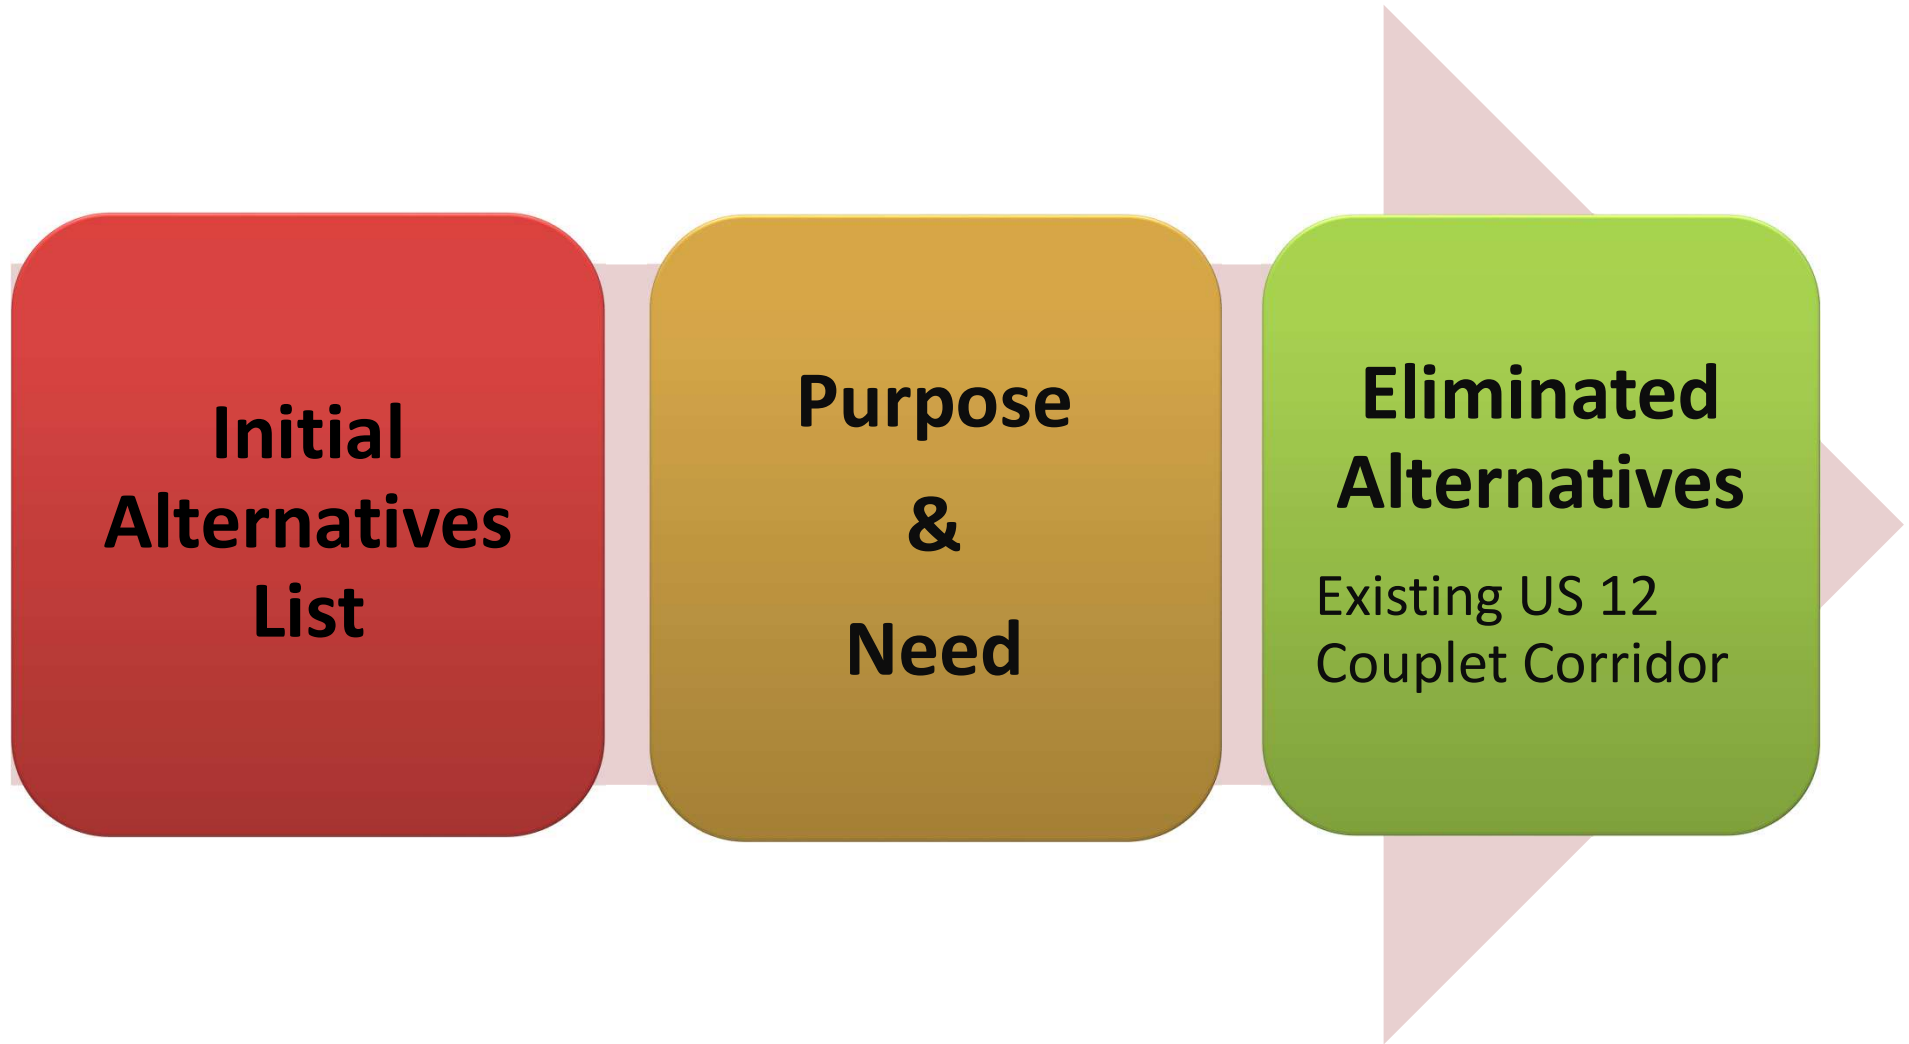 Initial
Alternatives
List
Purpose
&
Need
Eliminated
Alternatives
Existing US 12
Couplet Corridor